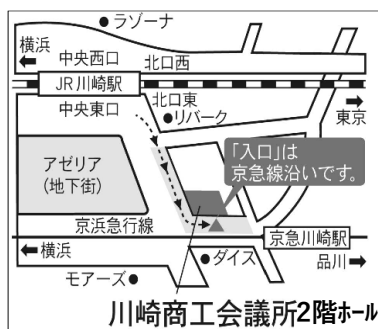 ラゾーナ
横浜
中央西口
北口西
JR川崎駅
中央東口
北口東
リバーク
東京
アゼリア
(地下街)
「入口」は
京急線沿いです。
京浜急行線
京急川崎駅
横浜
ダイス
品川
モアーズ
川崎商工会議所2階ホール